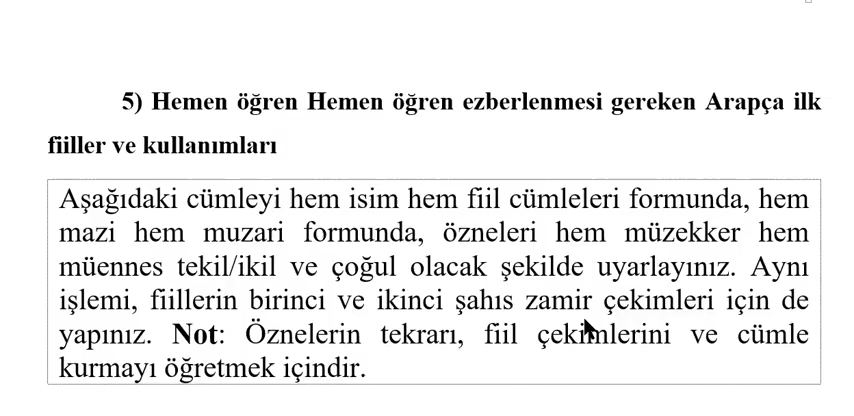 5) Hemen öğren Hemen öğren ezberlenmesi gereken Arapça ilk
fiiller ve kullanımları
Aşağıdaki cümleyi hem isim hem fiil cümleleri formunda, hem
mazi hem muzari formunda, özneleri hem müzekker hem
müennes tekil/ikil ve çoğul olacak şekilde uyarlayınız. Aynı
işlemi, fiillerin birinci ve ikinci şahıs zamir çekimleri için de
yapınız. Not: Öznelerin tekrarı, fiil çekimlerini ve cümle
kurmayı öğretmek içindir.